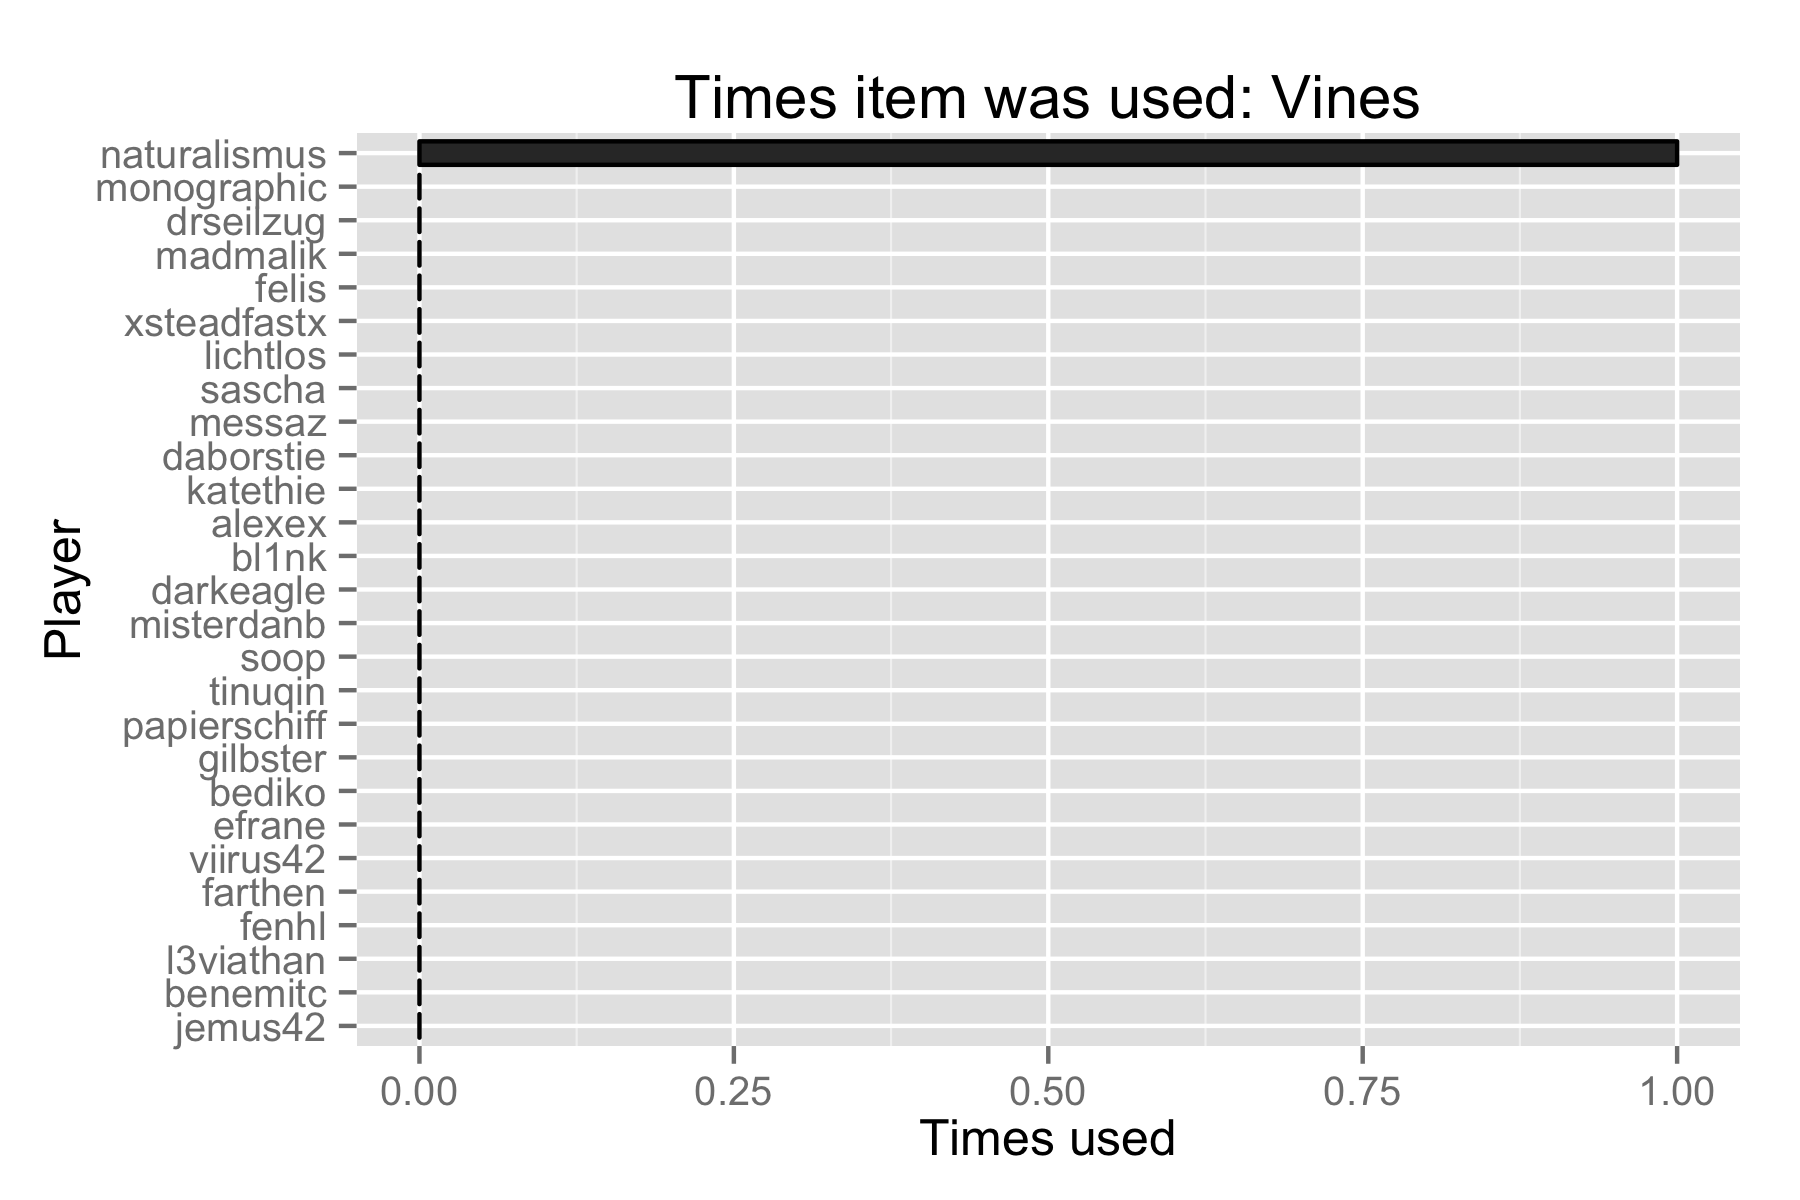 Times item was used: Vines
naturalismus
monographic
drseilzug
madmalik
felis
xsteadfastx
lichtlos
sascha
messaz
daborstie
katethie
alexex
bl1nk
darkeagle
misterdanb
soop
tinuqin
papierschiff
gilbster
bediko
efrane
viirus42
farthen
fenhl
l3viathan
benemitc
jemus42
Player
0.00 0.25 0.50 0.75 1.00
Times used